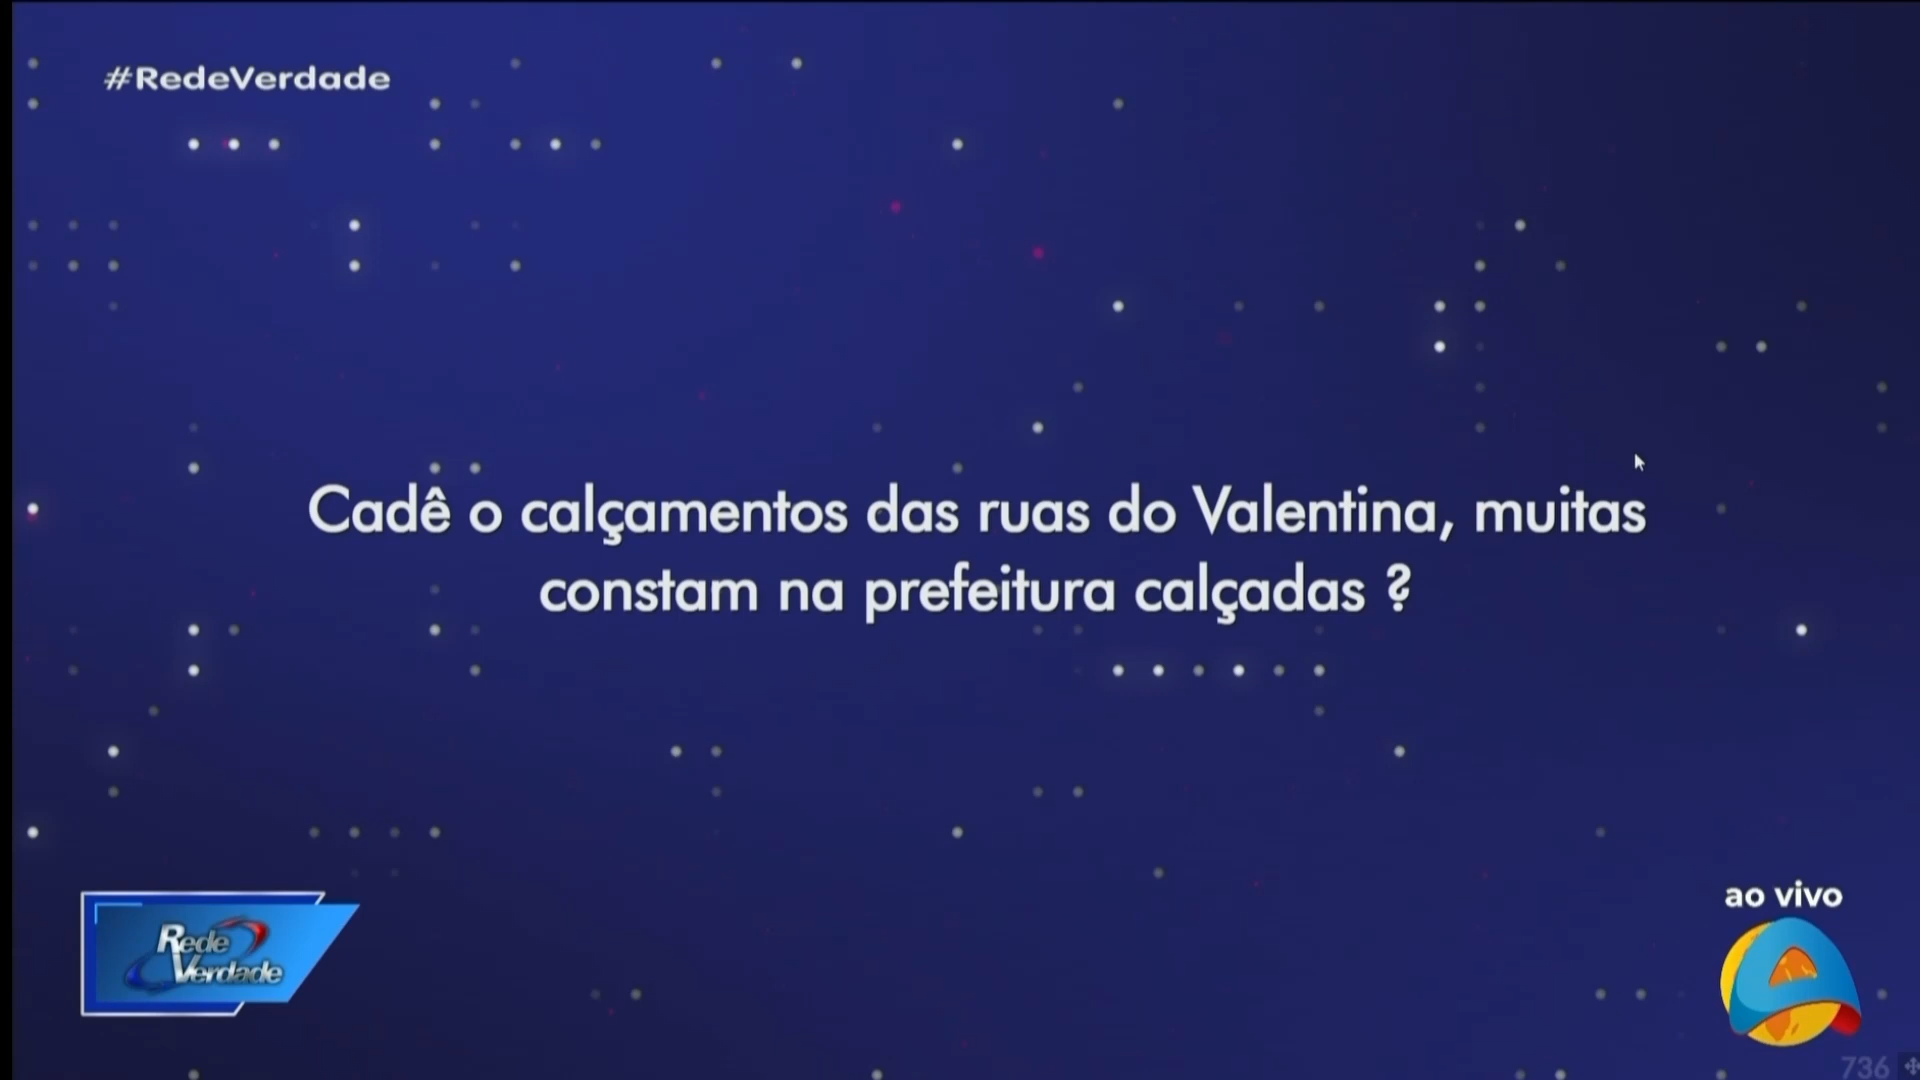 #RedeVerdade
Cadê o calçamentos das ruas do Valentina, muitas
constam na prefeitura calçadas ?
ao vivo
Rede
Verdade
736